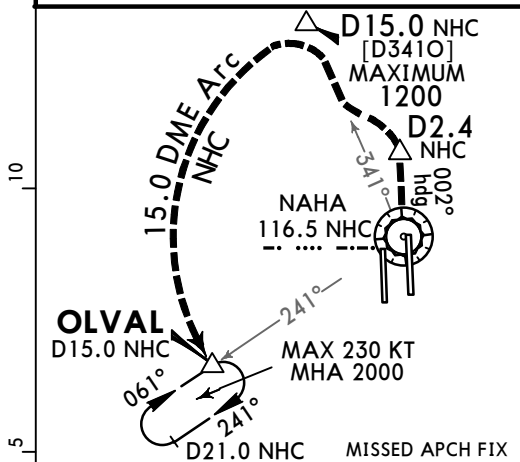 D15.0 NHC
[D341O]
MAXIMUM
1200
D2.4
NHC
15.0 DME Arc
NHC
341°
002°
hdg
10
NAHA
116.5 NHC
241°
OLVAL
D15.0 NHC
MAX 230 KT
MHA 2000
061°
241°
D21.0 NHC
5
MISSED APCH FIX